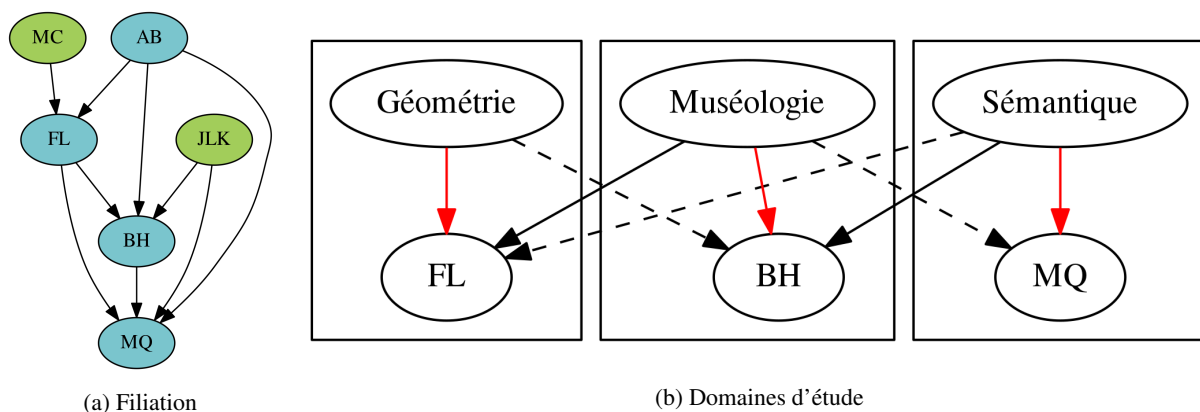 MC
AB
FL
JLK
BH
MQ
(a) Filiation
Géométrie
Muséologie
Sémantique
FL
BH
MQ
(b) Domaines d'étude